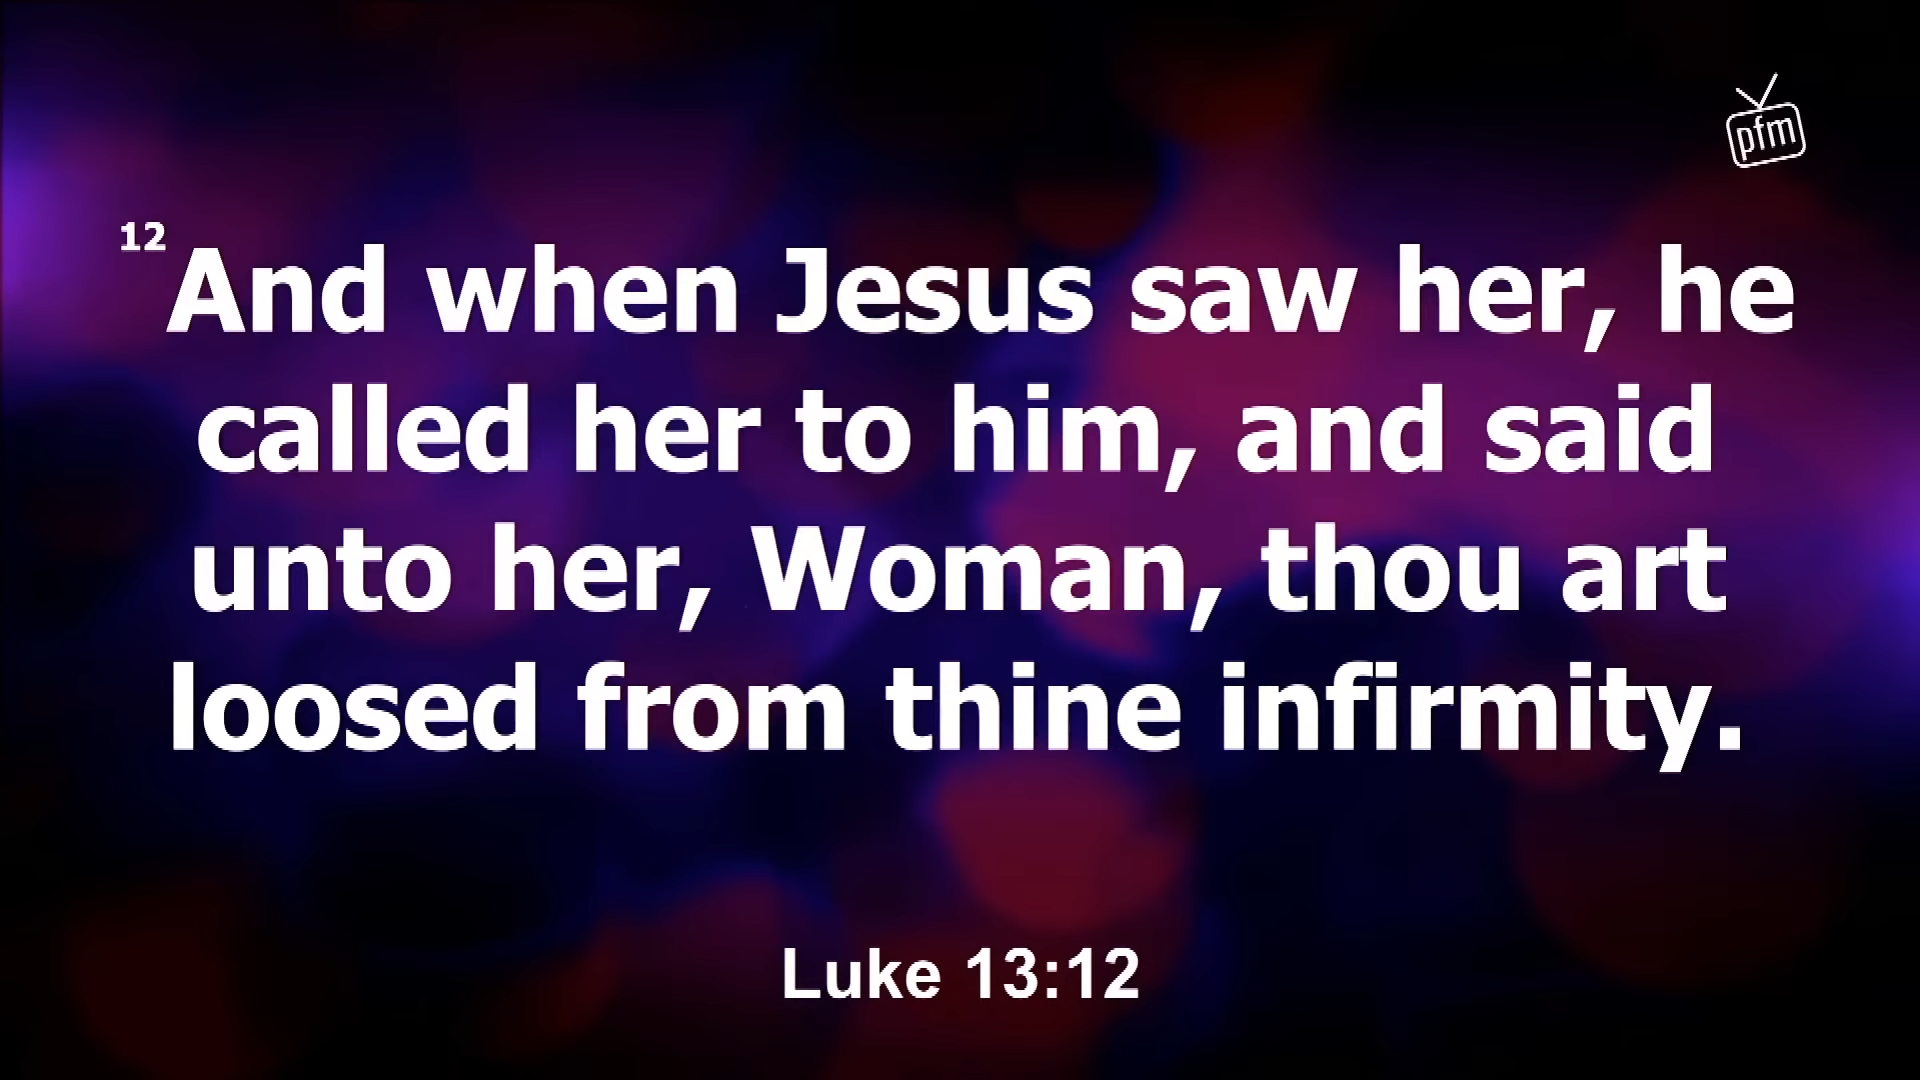 pfm
12 And when Jesus saw her, he
called her to him, and said
unto her, Woman, thou art
loosed from thine infirmity.
Luke 13:12